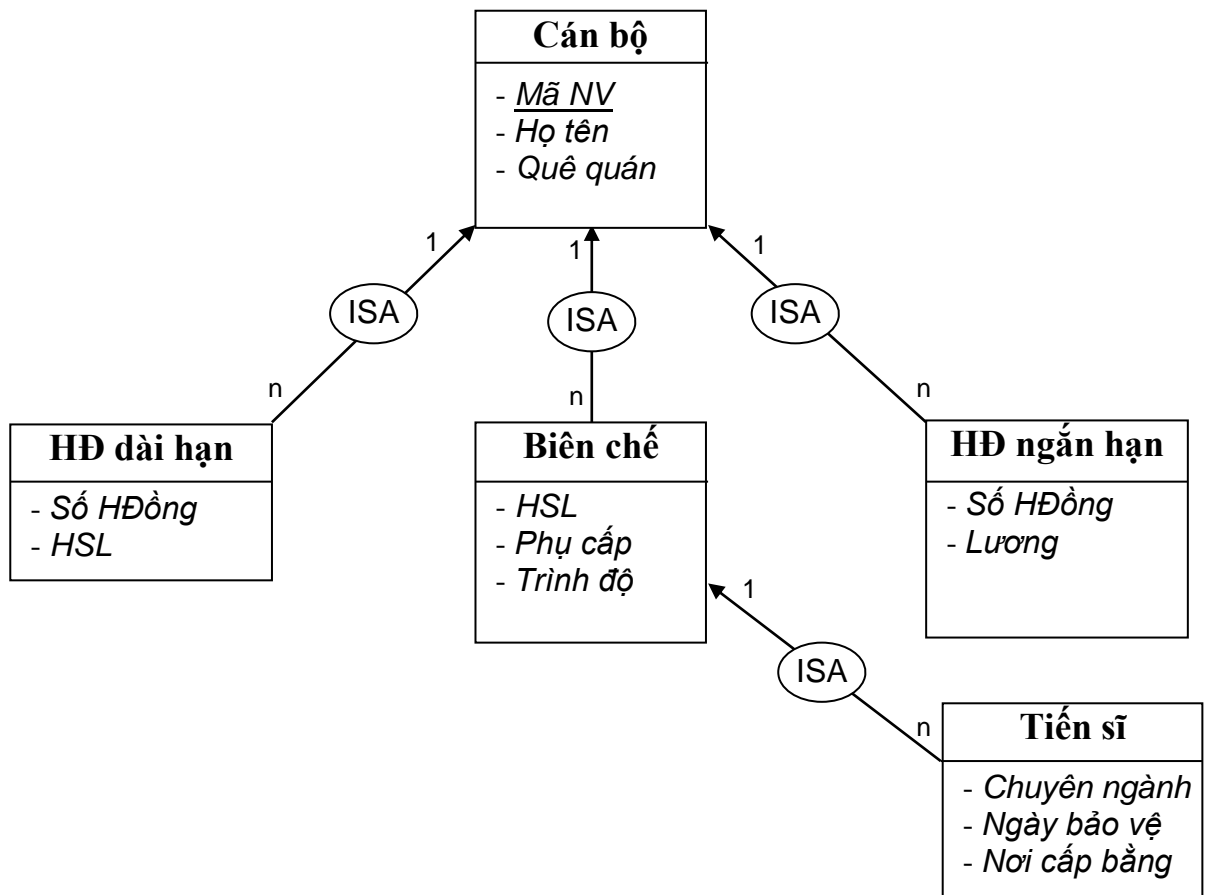 Cán bộ
- Mã NV
- Họ tên
- Quê quán
1
1
1
ISA
ISA
ISA
n
n
n
HĐ dài hạn
- Số HĐồng
- HSL
Biên chế
- HSL
- Phụ cấp
- Trình độ
HĐ ngắn hạn
- Số HĐồng
- Lương
1
ISA
n
Tiến sĩ
- Chuyên ngành
- Ngày bảo vệ
- Nơi cấp bằng